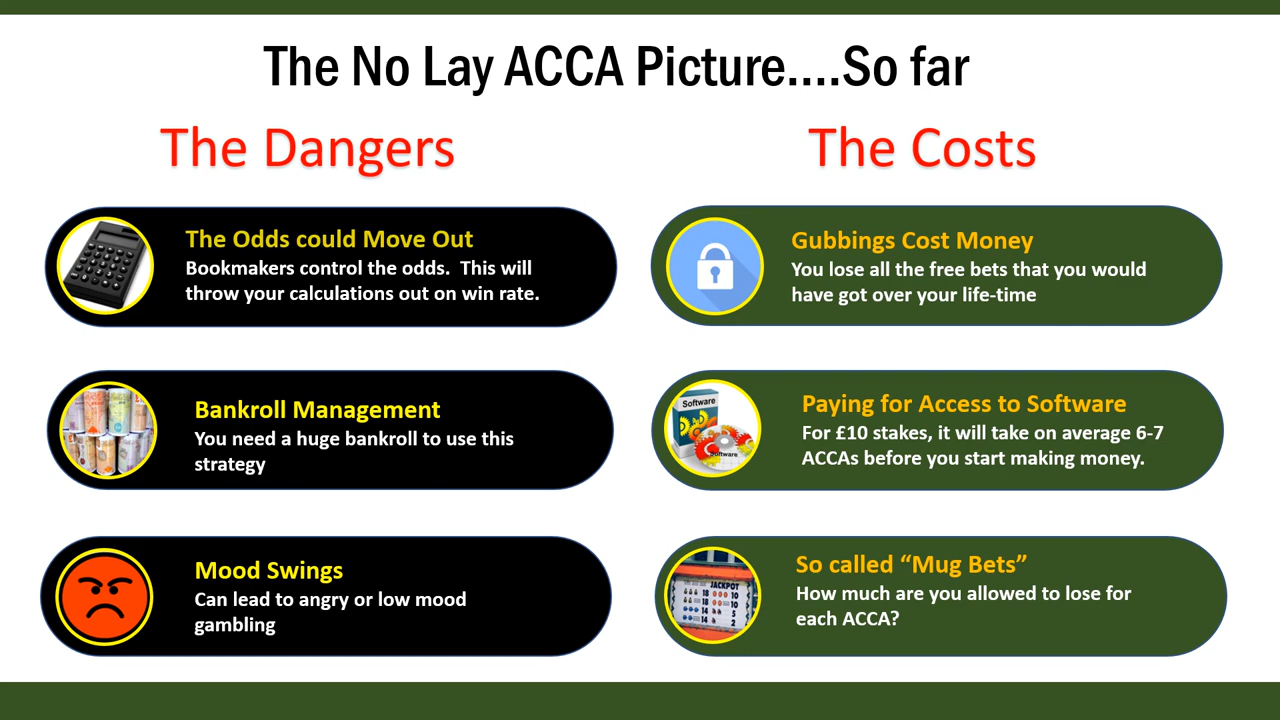 The No Lay ACCA Picture....So far
The Dangers
The Odds could Move Out
Bookmakers control the odds. This will
throw your calculations out on win rate.
Bankroll Management
You need a huge bankroll to use this
strategy
Mood Swings
Can lead to angry or low mood
gambling
The Costs
Gubbings Cost Money
You lose all the free bets that you would
have got over your life-time
Software
Software
Paying for Access to Software
For £10 stakes, it will take on average 6-7
ACCAs before you start making money.
JACKPOT
So called “Mug Bets”
How much are you allowed to lose for
each ACCA?